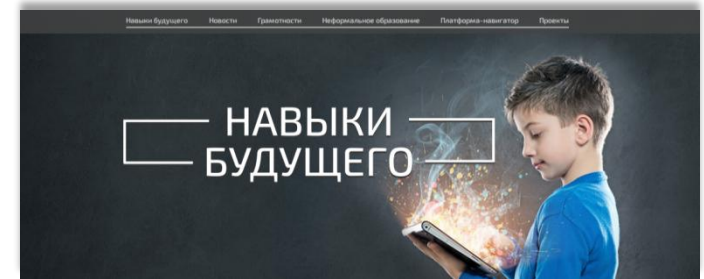 Навыки будущего Новости Грамотности Неформальное образование Платформа-навигатор Проекты
НАВЫКИ
БУДУЩЕГО